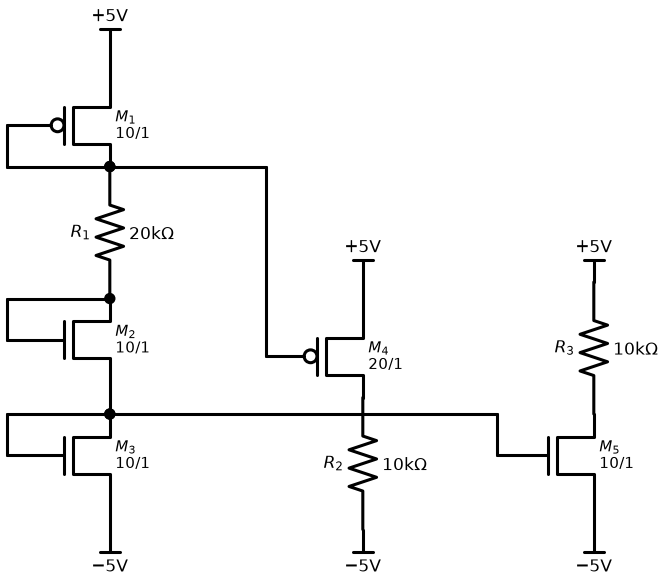 +5V
M₁
10/1
R₁ 20kΩ
+5V
+5V
M₂
10/1
M₄
20/1
R₃ 10kΩ
M₃
10/1
R₂ 10kΩ
M₅
10/1
−5V
−5V
−5V